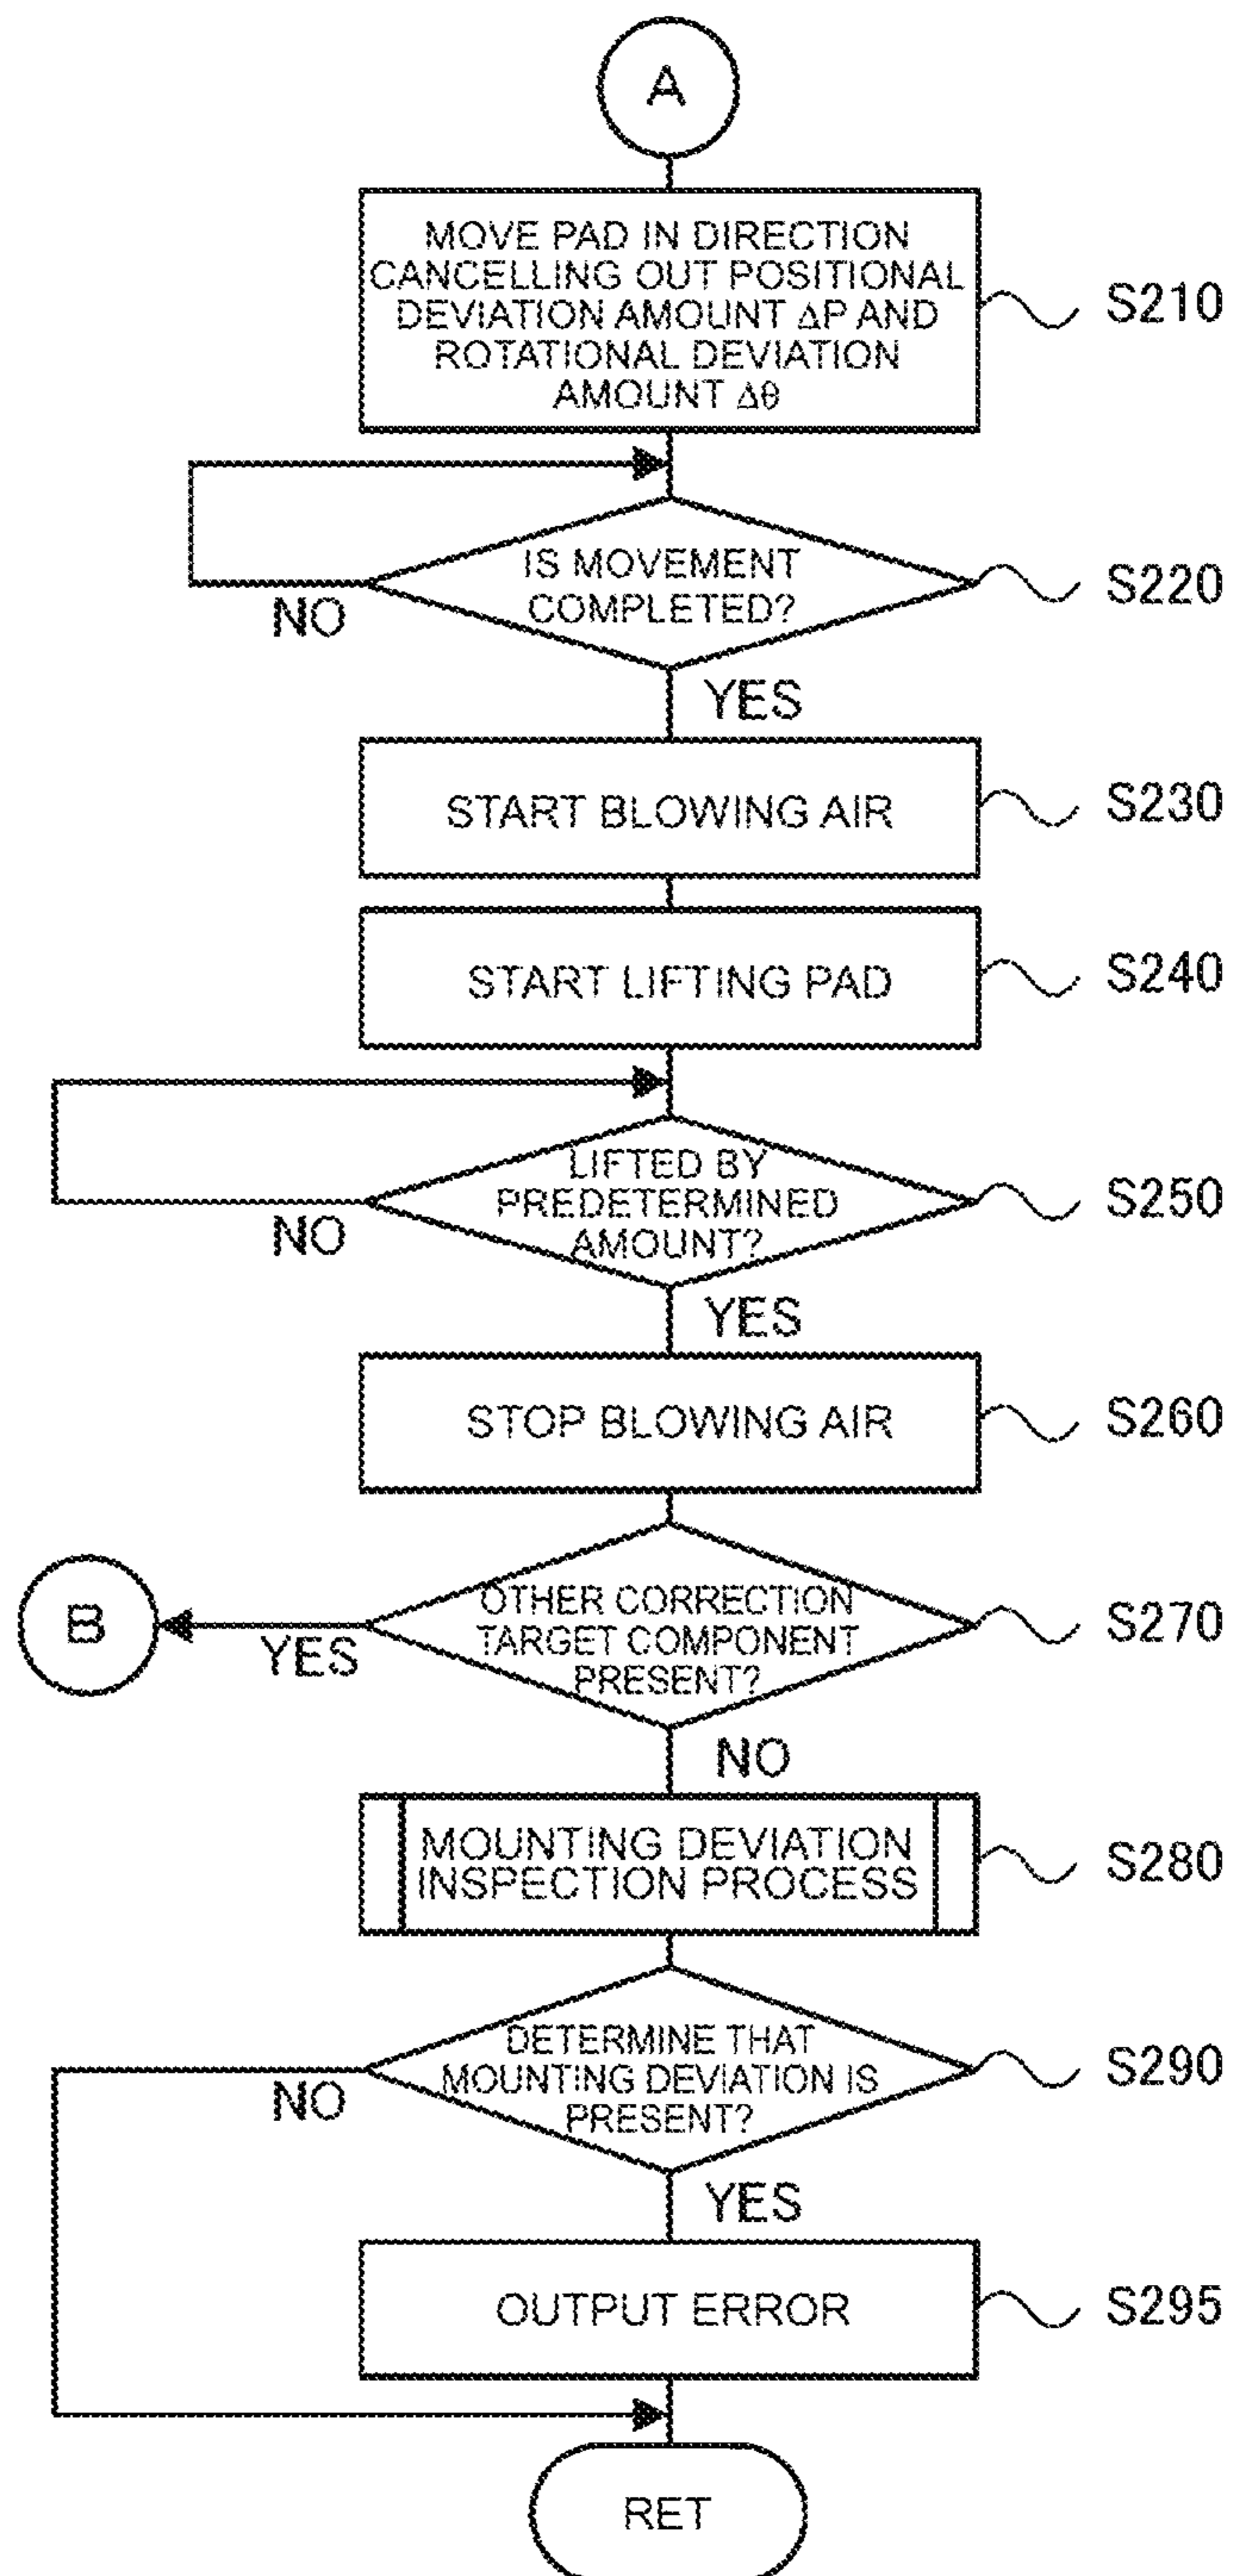 A
MOVE PAD IN DIRECTION
CANCELLING OUT POSITIONAL
DEVIATION AMOUNT ΔP AND
ROTATIONAL DEVIATION
AMOUNT Δθ
S210
IS MOVEMENT
COMPLETED?
S220
NO
YES
START BLOWING AIR
S230
START LIFTING PAD
S240
LIFTED BY
PREDETERMINED
AMOUNT?
S250
NO
YES
STOP BLOWING AIR
S260
OTHER CORRECTION
TARGET COMPONENT
PRESENT?
S270
B
YES
NO
MOUNTING DEVIATION
INSPECTION PROCESS
S280
DETERMINE THAT
MOUNTING DEVIATION IS
PRESENT?
S290
NO
YES
OUTPUT ERROR
S295
RET